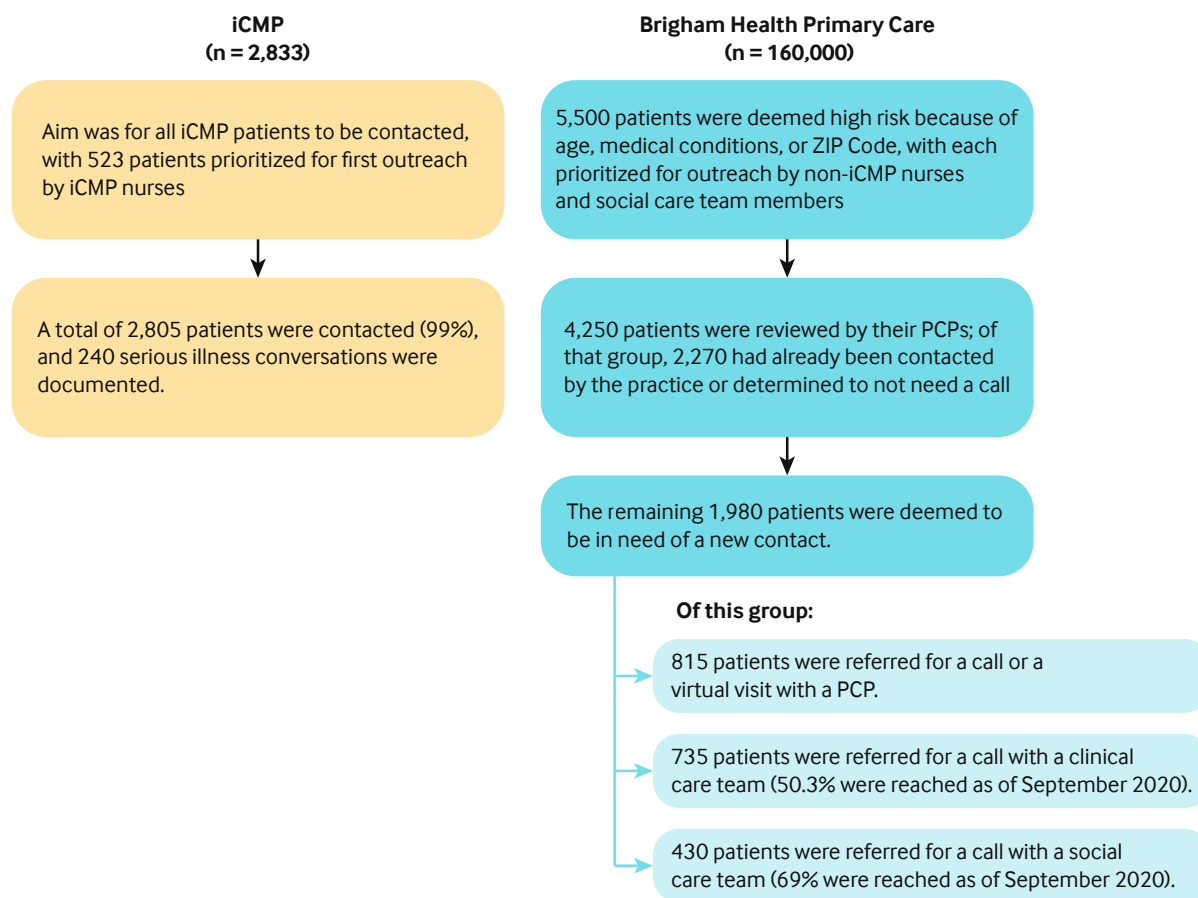 iCMP
(n = 2,833)
Aim was for all iCMP patients to be contacted,
with 523 patients prioritized for first outreach
by iCMP nurses
A total of 2,805 patients were contacted (99%),
and 240 serious illness conversations were
documented.
Brigham Health Primary Care
(n = 160,000)
5,500 patients were deemed high risk because of
age, medical conditions, or ZIP Code, with each
prioritized for outreach by non-iCMP nurses
and social care team members
4,250 patients were reviewed by their PCPs; of
that group, 2,270 had already been contacted
by the practice or determined to not need a call
The remaining 1,980 patients were deemed to
be in need of a new contact.
Of this group:
815 patients were referred for a call or a
virtual visit with a PCP.
735 patients were referred for a call with a clinical
care team (50.3% were reached as of September 2020).
430 patients were referred for a call with a social
care team (69% were reached as of September 2020).